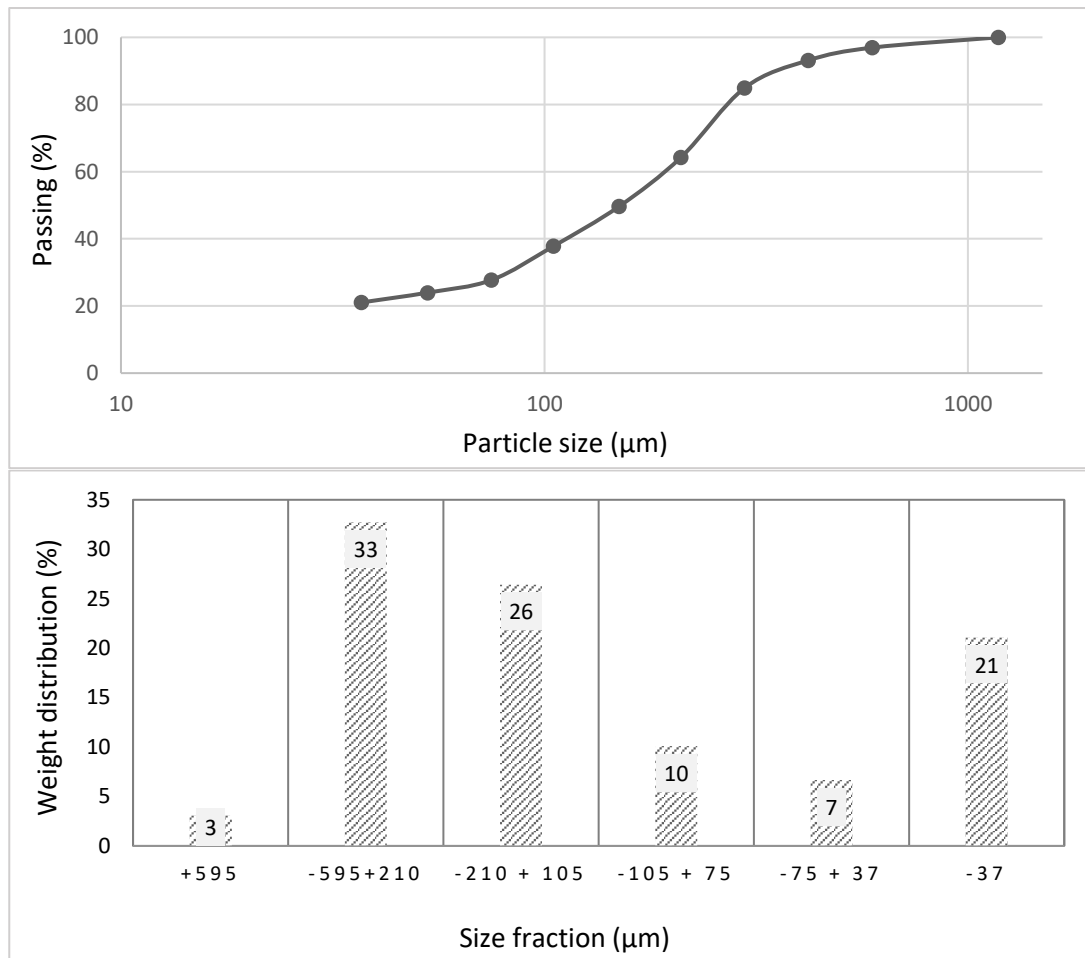 100
80
60
40
20
0
Passing (%)
10 100 1000
Particle size (µm)
35
30
25
20
15
10
5
0
Weight distribution (%)
3 33 26 10 7 21
+595 -595+210 -210 + 105 -105 + 75 -75 + 37 -37
Size fraction (µm)